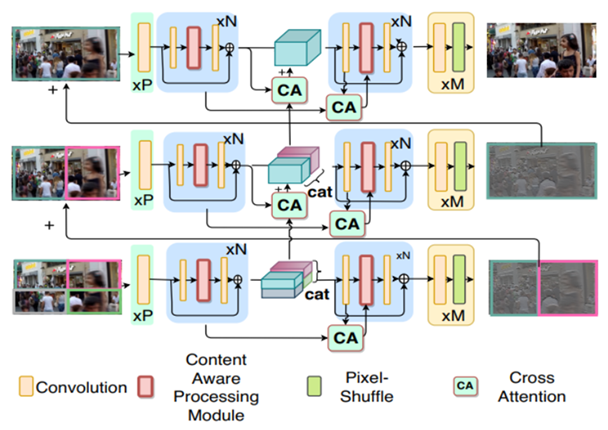 xN
xN
CA
CA
xP
xM
+
+
xN
xN
cat
CA
CA
xP
xM
+
+
xN
xN
cat
CA
xP
xM
Convolution
Content
Aware
Processing
Module
Pixel-
Shuffle
CA
Cross
Attention